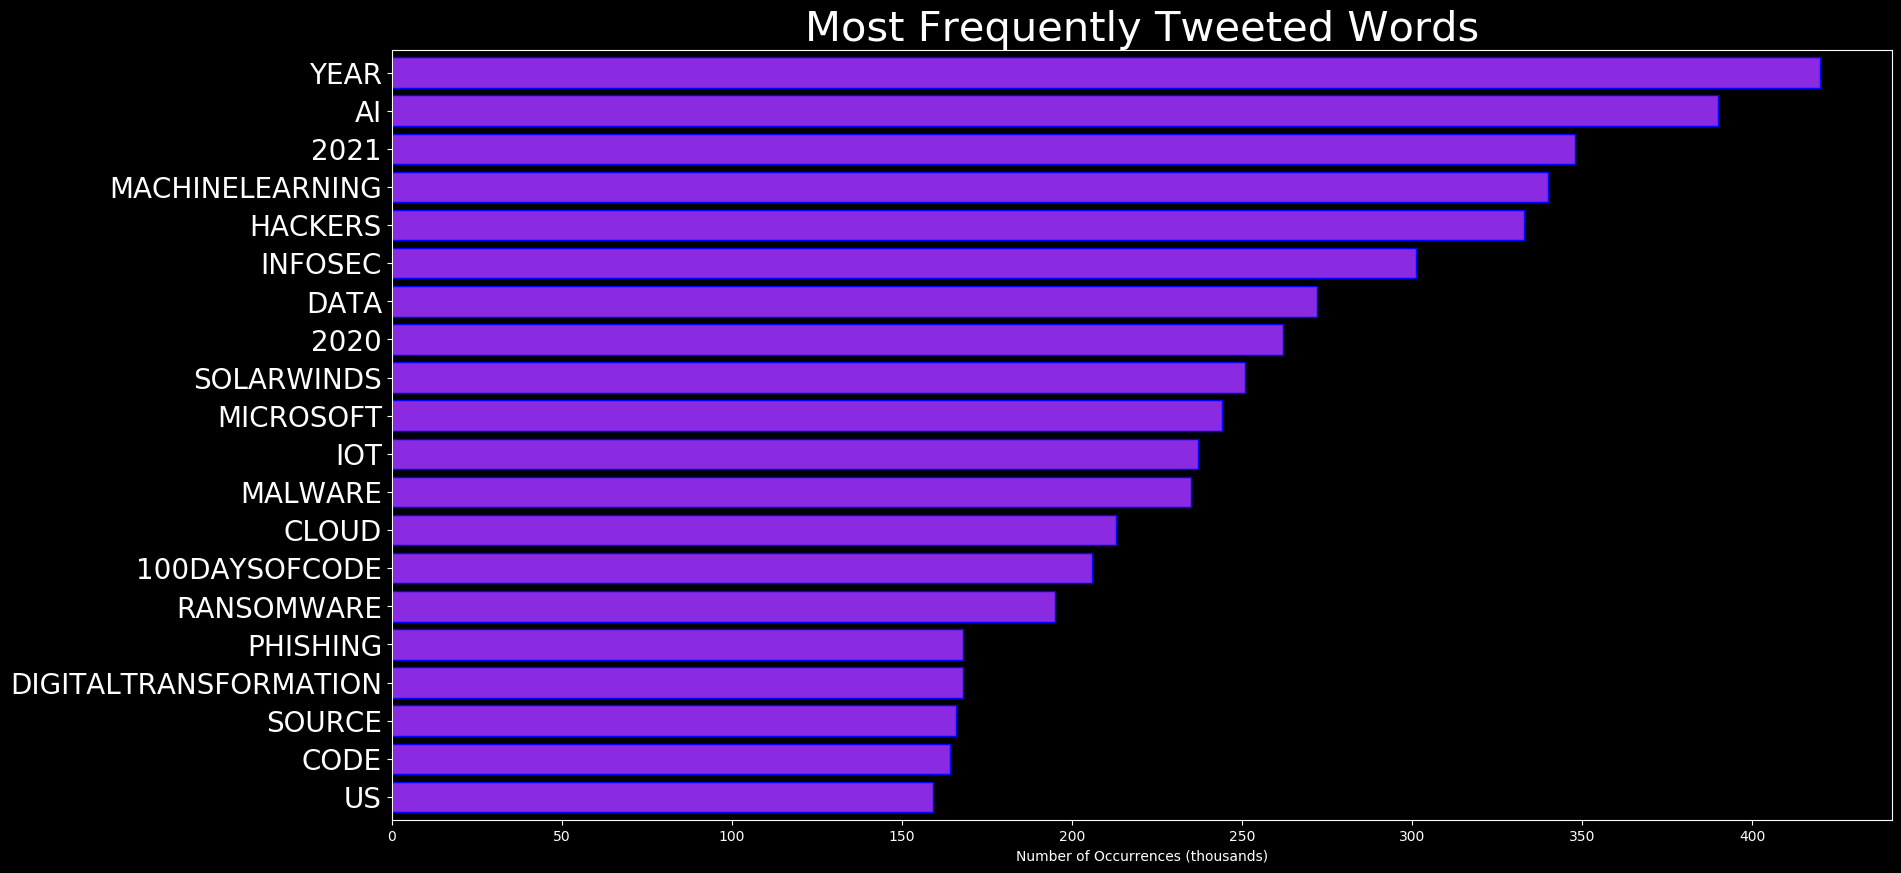 Most Frequently Tweeted Words
YEAR
AI
2021
MACHINELEARNING
HACKERS
INFOSEC
DATA
2020
SOLARWINDS
MICROSOFT
IOT
MALWARE
CLOUD
100DAYSOFCODE
RANSOMWARE
PHISHING
DIGITALTRANSFORMATION
SOURCE
CODE
US
0 50 100 150 200 250 300 350 400
Number of Occurrences (thousands)